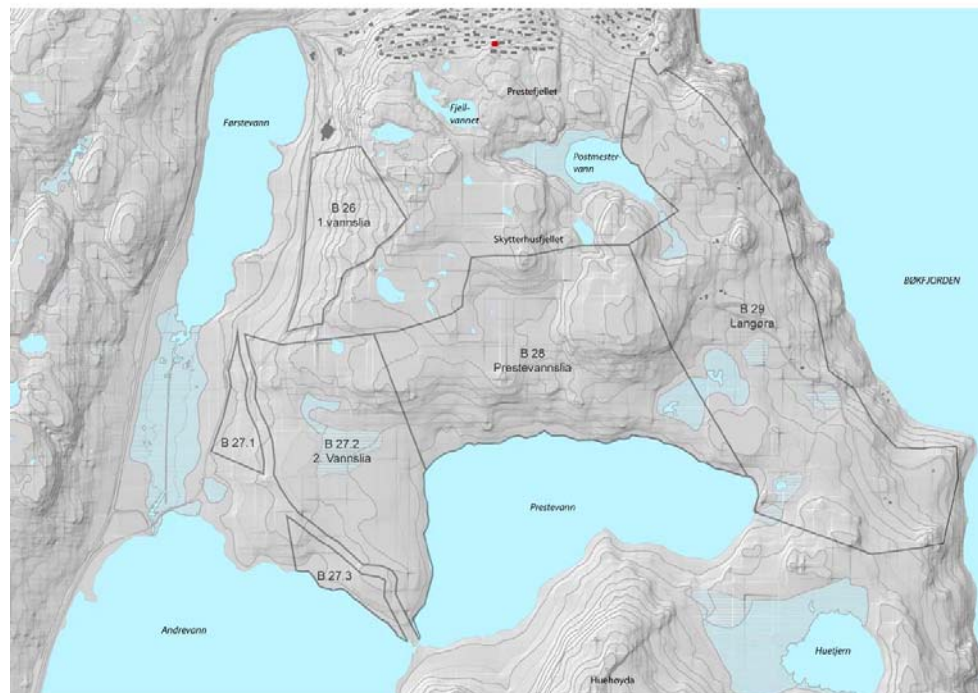 Prestefjellet
Fjell-
vannet
Førstevann
Postmester-
vann
B 26
1.vannslia
Skytterhusfjellet
BØKFJORDEN
B 29
Langøra
B 28
Prestevannslia
B 27.1
B 27.2
2. Vannslia
Prestevann
B 27.3
Andrevann
Huetjern
Huehøyda